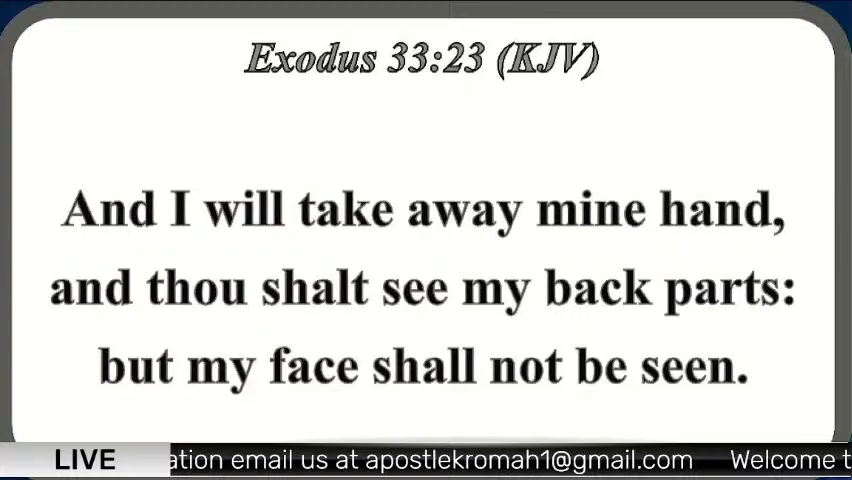 Exodus 33:23 (KJV)
And I will take away mine hand,
and thou shalt see my back parts:
but my face shall not be seen.
LIVE
ation email us at apostlekromah1@gmail.com Welcome t